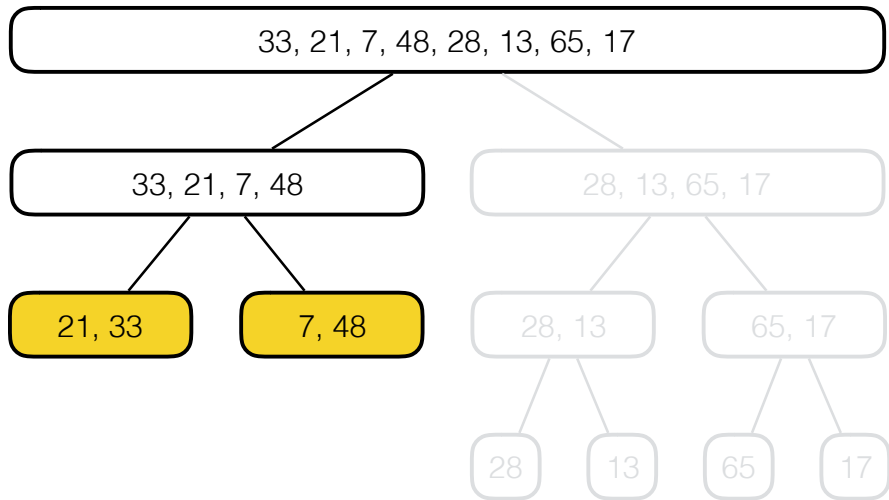 33, 21, 7, 48, 28, 13, 65, 17
33, 21, 7, 48
28, 13, 65, 17
21, 33
7, 48
28, 13
65, 17
28
13
65
17